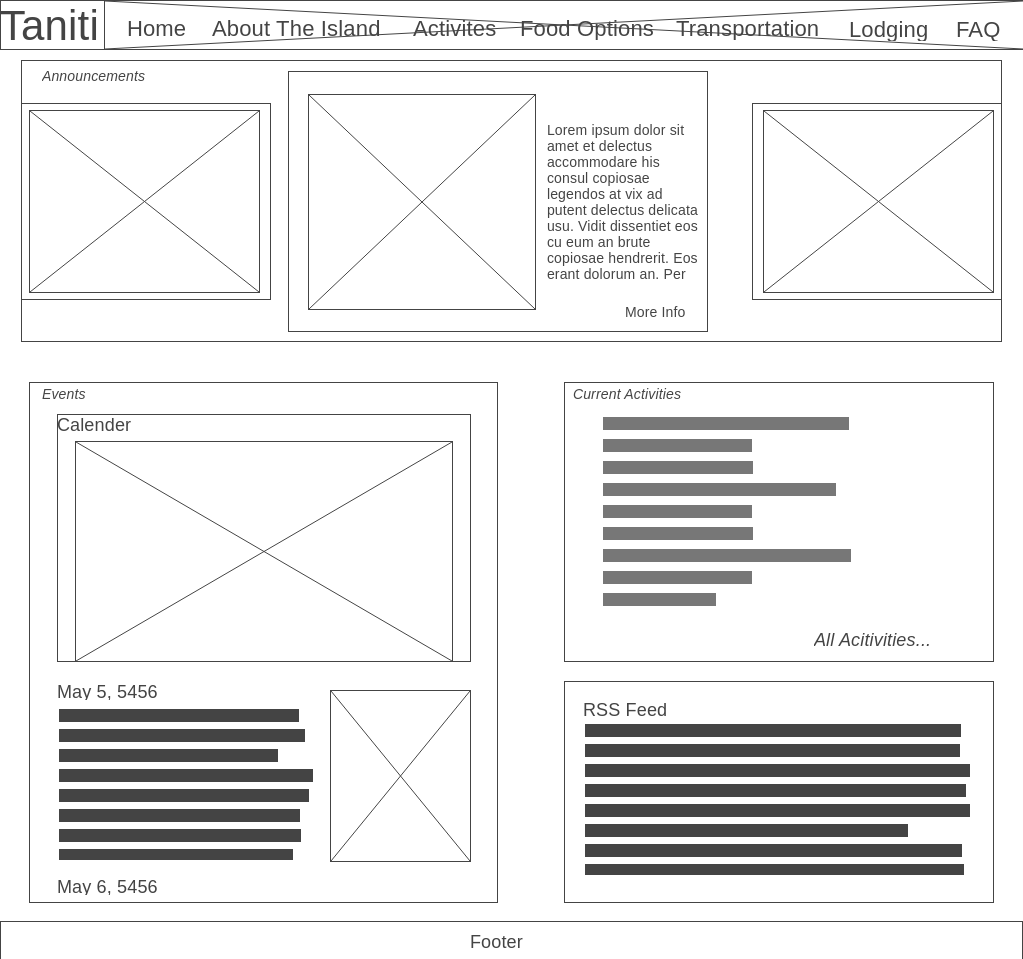 Taniti Home About The Island Activites Food Options Transportation Lodging FAQ
Announcements
Lorem ipsum dolor sit
amet et delectus
accommodare his
consul copiosae
legendos at vix ad
putent delectus delicata
usu. Vidit dissentiet eos
cu eum an brute
copiosae hendrerit. Eos
erant dolorum an. Per
More Info
Events
Calender
May 5, 5456
May 6, 5456
Current Activities
All Acitivities...
RSS Feed
Footer